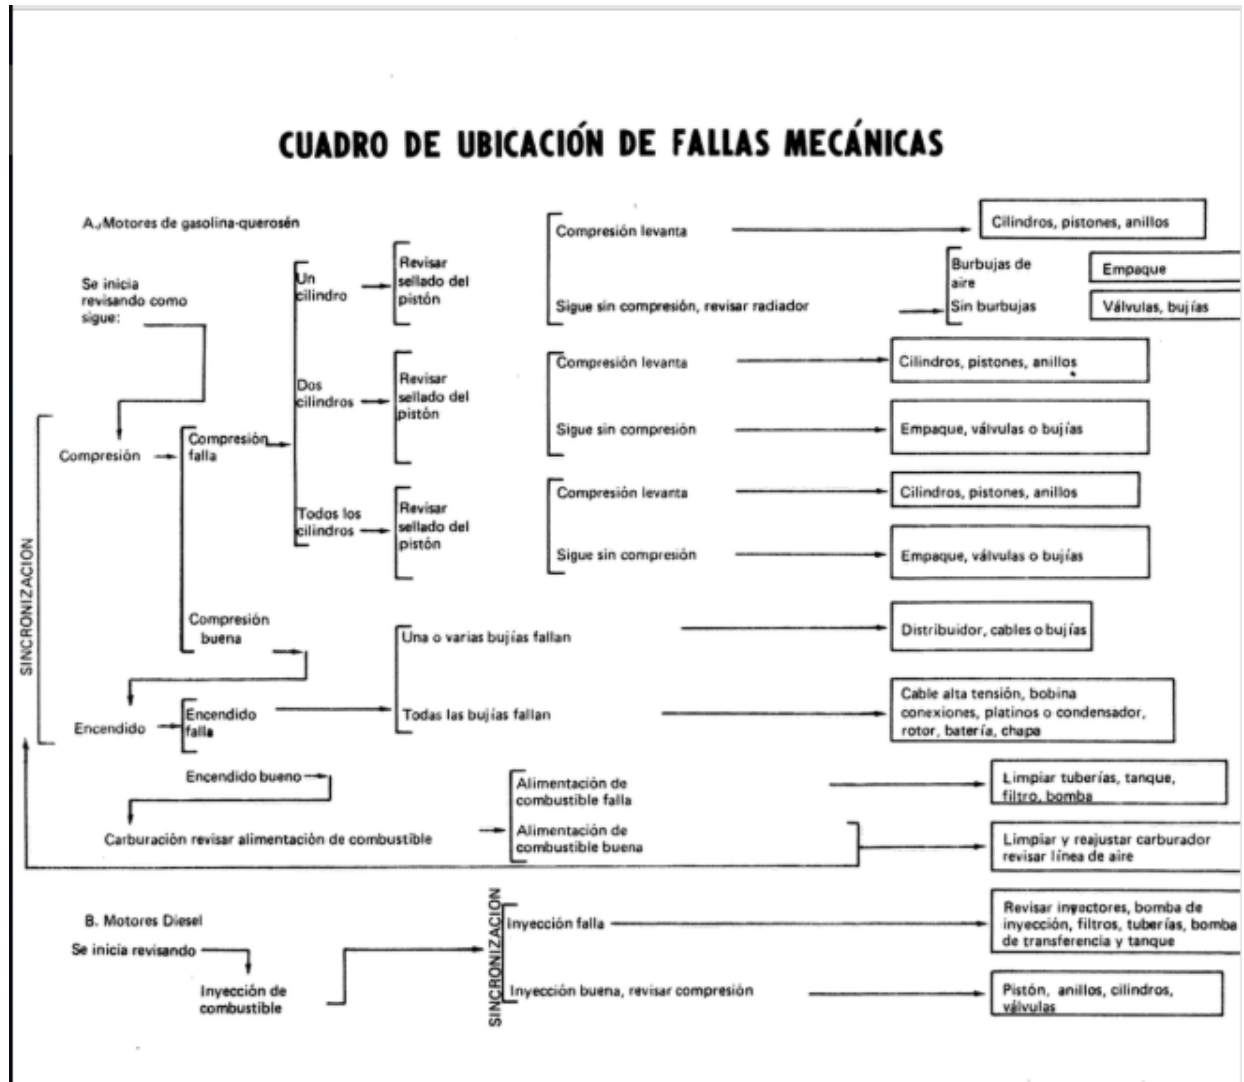 CUADRO DE UBICACIÓN DE FALLAS MECÁNICAS
A., Motores de gasolina-querosén
Se inicia
revisando como
sigue:
SINCRONIZACION
Compresión
Compresión
falla
Un
cilindro
Revisar
sellado del
pistón
Compresión levanta
Cilindros, pistones, anillos
Sigue sin compresión, revisar radiador
Burbujas de
aire
Empaque
Sin burbujas
Válvulas, bujías
Dos
cilindros
Revisar
sellado del
pistón
Compresión levanta
Cilindros, pistones, anillos
Sigue sin compresión
Empaque, válvulas o bujías
Todos los
cilindros
Revisar
sellado del
pistón
Compresión levanta
Cilindros, pistones, anillos
Sigue sin compresión
Empaque, válvulas o bujías
Compresión
buena
Encendido
Encendido
falla
Una o varias bujías fallan
Distribuidor, cables o bujías
Todas las bujías fallan
Cable alta tensión, bobina
conexiones, platinos o condensador,
rotor, batería, chapa
Encendido bueno
Carburación revisar alimentación de combustible
Alimentación de
combustible falla
Limpiar tuberías, tanque,
filtro, bomba
Alimentación de
combustible buena
Limpiar y reajustar carburador
revisar línea de aire
B. Motores Diesel
Se inicia revisando
Inyección de
combustible
SINCRONIZACION
Inyección falla
Revisar inyectores, bomba de
inyección, filtros, tuberías, bomba
de transferencia y tanque
Inyección buena, revisar compresión
Pistón, anillos, cilindros,
válvulas